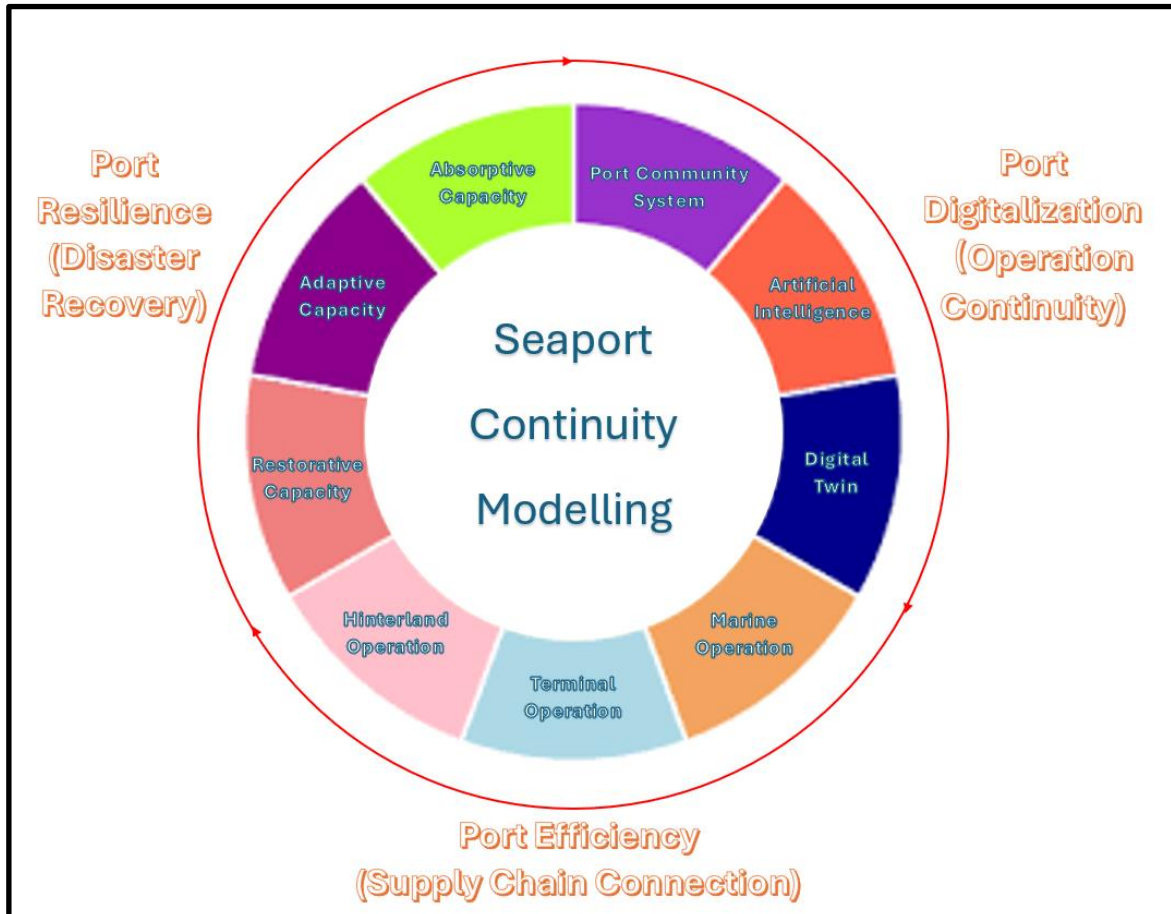 Port
Resilience
(Disaster
Recovery)
Port
Digitalization
(Operation
Continuity)
Absorptive
Capacity
Port Community
System
Adaptive
Capacity
Artificial
Intelligence
Seaport
Continuity
Modelling
Restorative
Capacity
Digital
Twin
Hinterland
Operation
Marine
Operation
Terminal
Operation
Port Efficiency
(Supply Chain Connection)